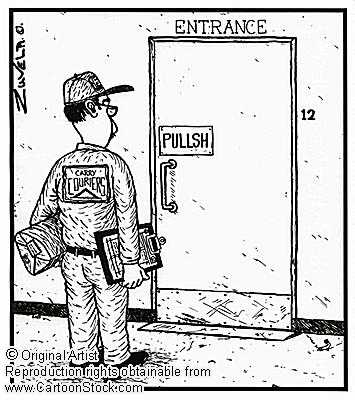 ENTRANCE
ZUVELA.O.
12
PULLSH
CARRY
COURIERS
© Original Artist
Reproduction rights obtainable from
www.CartoonStock.com